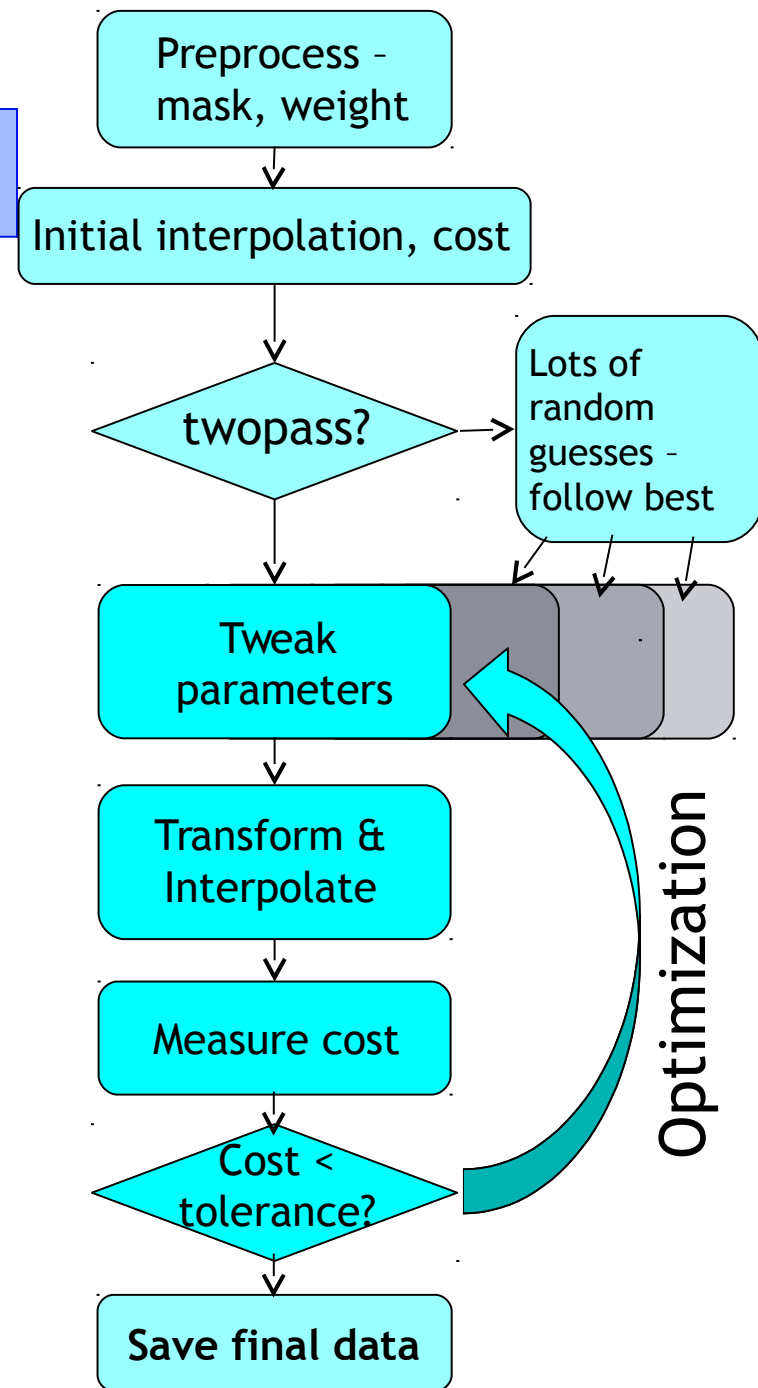 Preprocess –
mask, weight
Initial interpolation, cost
twopass?
Lots of
random
guesses –
follow best
Tweak
parameters
Transform &
Interpolate
Measure cost
Optimization
Cost <
tolerance?
Save final data